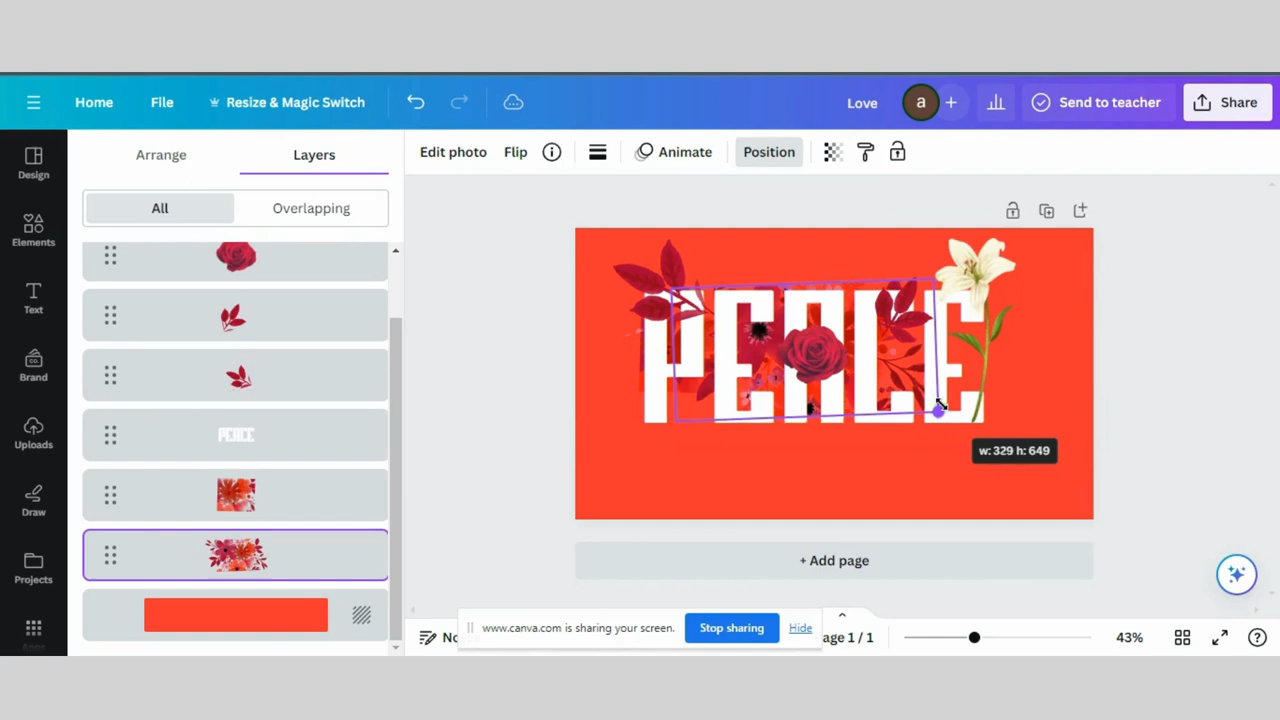 Home File Resize & Magic Switch Love a + Send to teacher Share
Design
Elements
Text
Brand
co.
Uploads
Draw
Projects
Apps
Arrange Layers
All Overlapping
PEACE
Edit photo Flip Animate Position
PEACE
w: 329 h: 649
+ Add page
www.canva.com is sharing your screen. Stop sharing Hide
1 / 1 43%